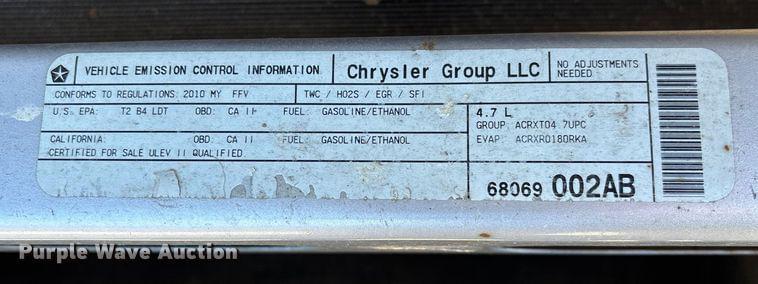 VEHICLE EMISSION CONTROL INFORMATION
Chrysler Group LLC
NO ADJUSTMENTS
NEEDED
CONFORMS TO REGULATIONS: 2010 MY FFV
TWC / HO2S / EGR / SFI
U.S. EPA: T2 B4 LDT OBD: CA II FUEL: GASOLINE/ETHANOL
4.7 L
GROUP: ACRXT04.7UPC
CALIFORNIA: OBD: CA II FUEL: GASOLINE/ETHANOL
EVAP: ACRXR0180RKA
CERTIFIED FOR SALE ULEV II QUALIFIED.
68069 002AB
Purple Wave Auction